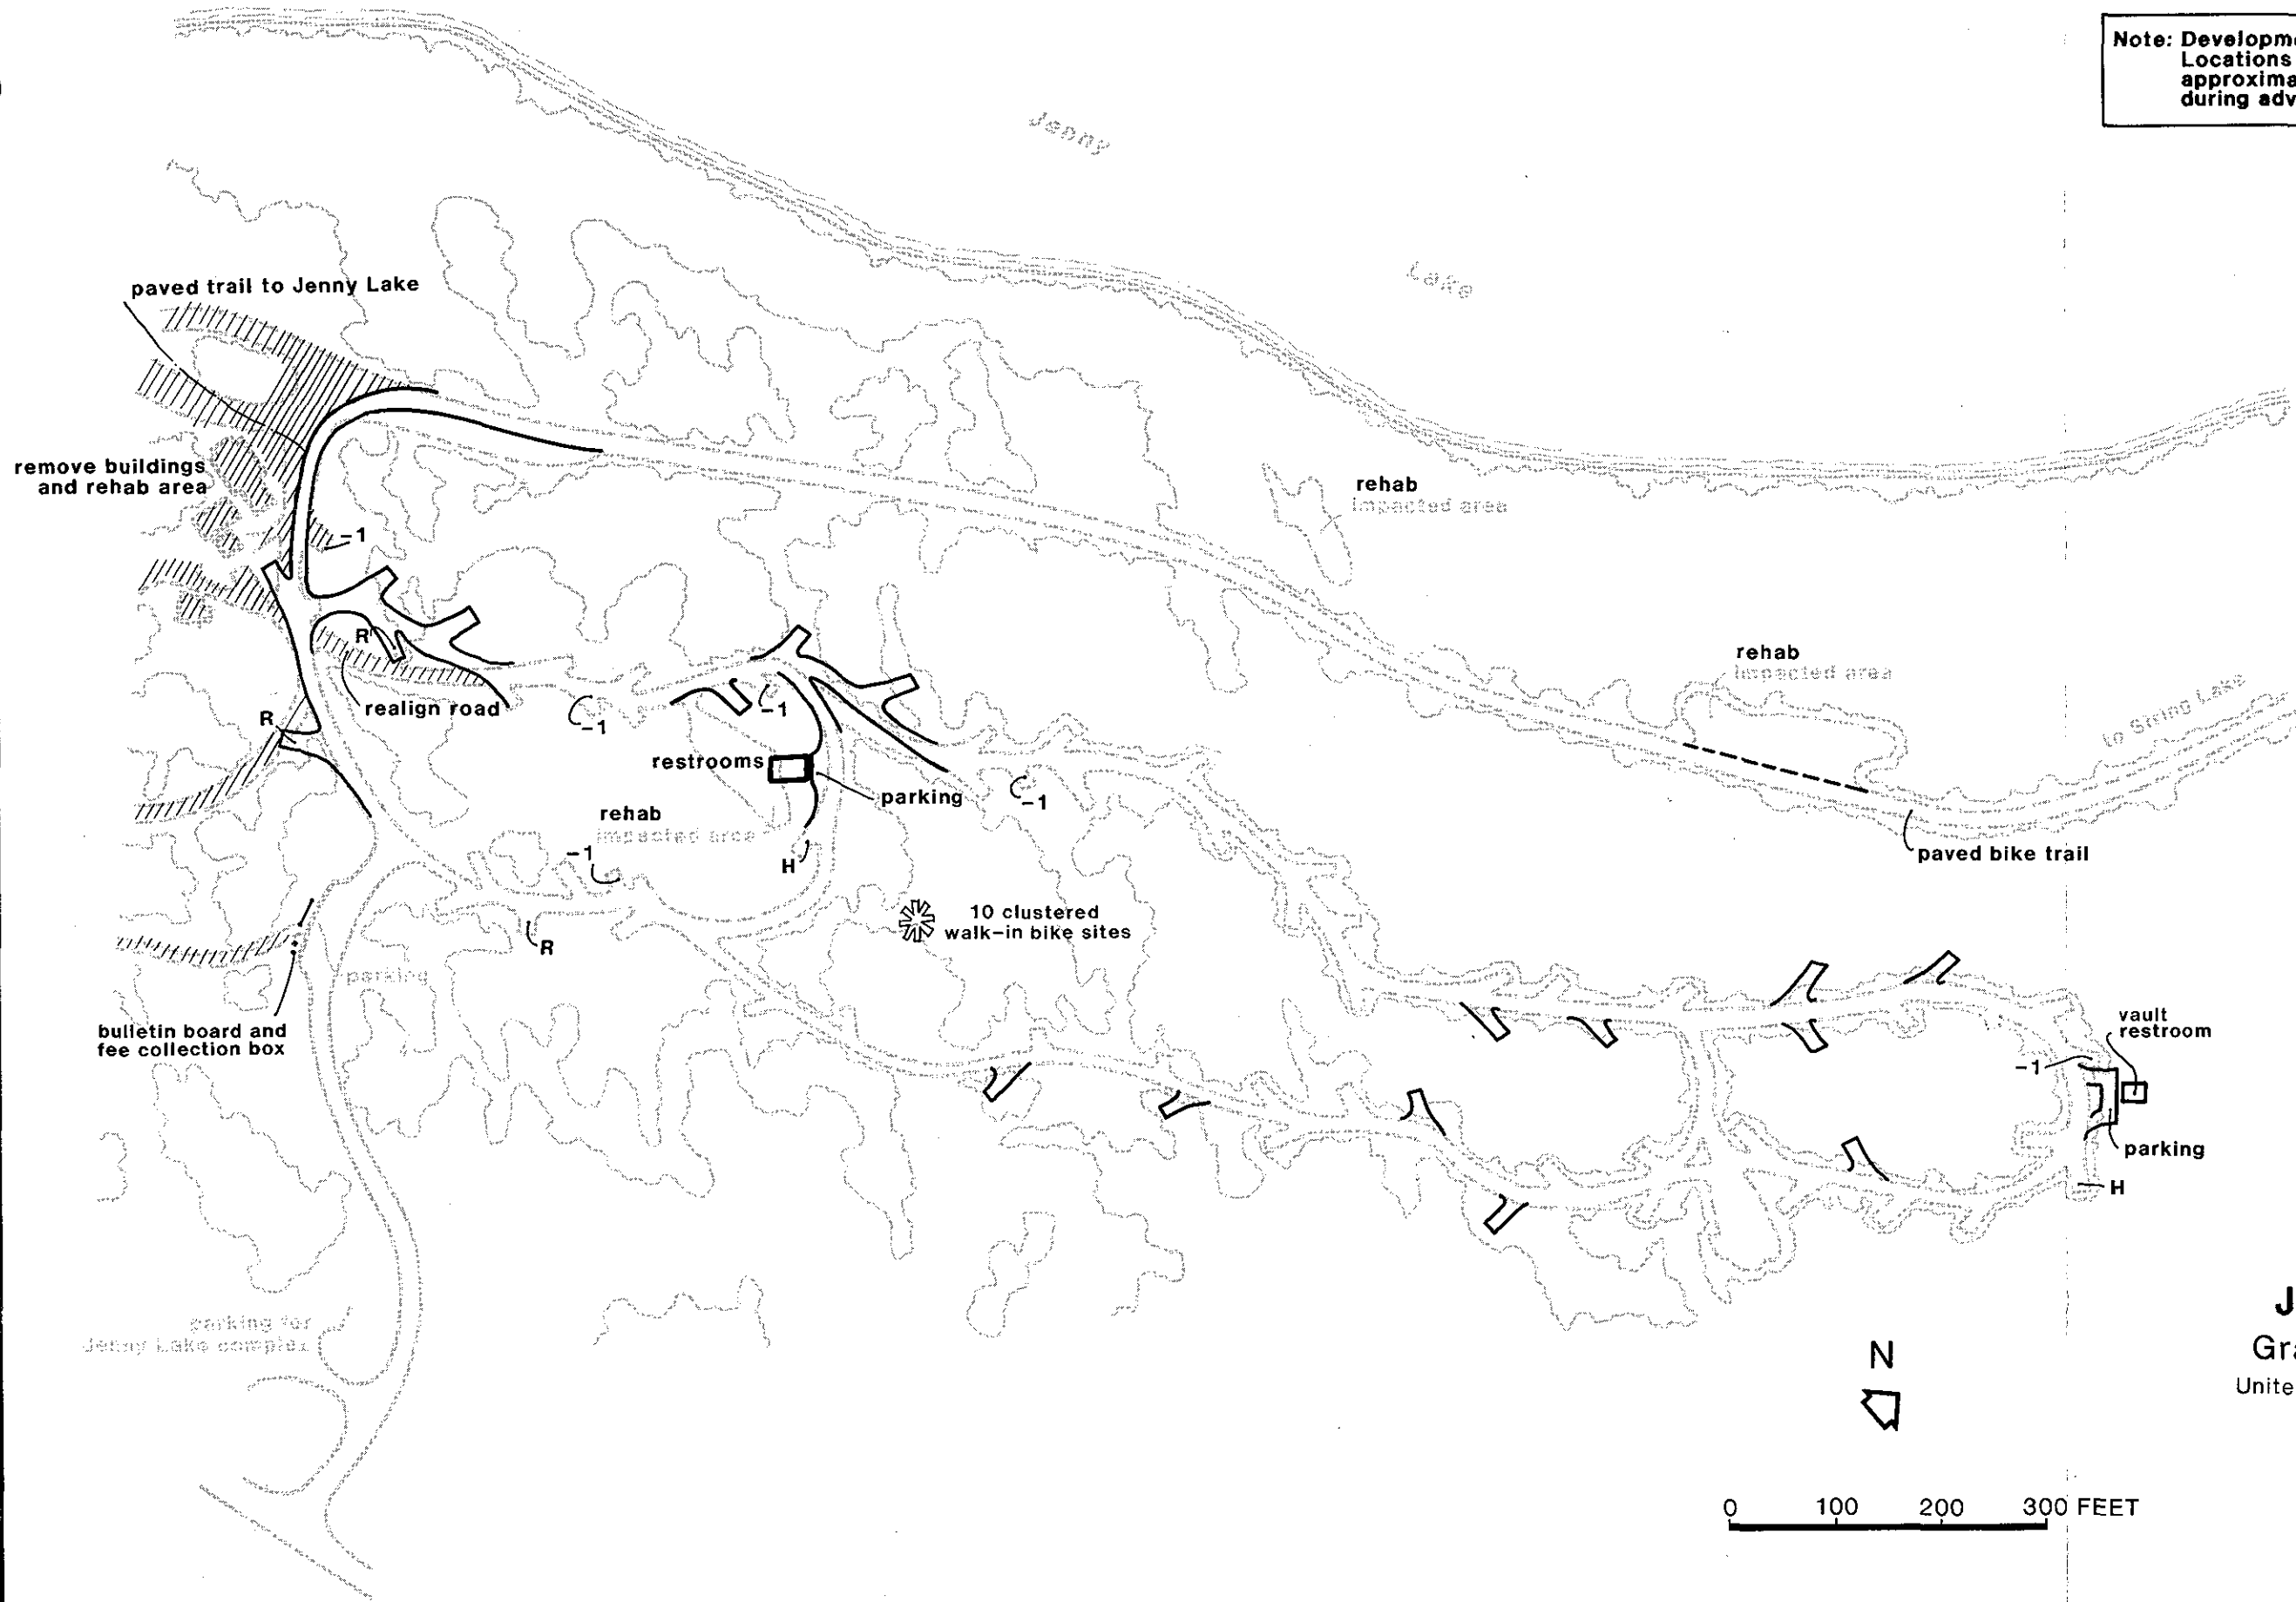 Note: Developm
Locations
approxima
during adv
Jenny
Lake
paved trail to Jenny Lake
remove buildings
and rehab area
-1
rehab
impacted area
R
realign road
R
-1
-1
restrooms
parking
-1
rehab
impacted area
to String Lake
paved bike trail
rehab
impacted area
-1
H
R
10 clustered
walk-in bike sites
parking
bulletin board and
fee collection box
vault
restroom
-1
parking
H
parking for
Jenny Lake complex
J
Gra
Unite
N
0 100 200 300 FEET